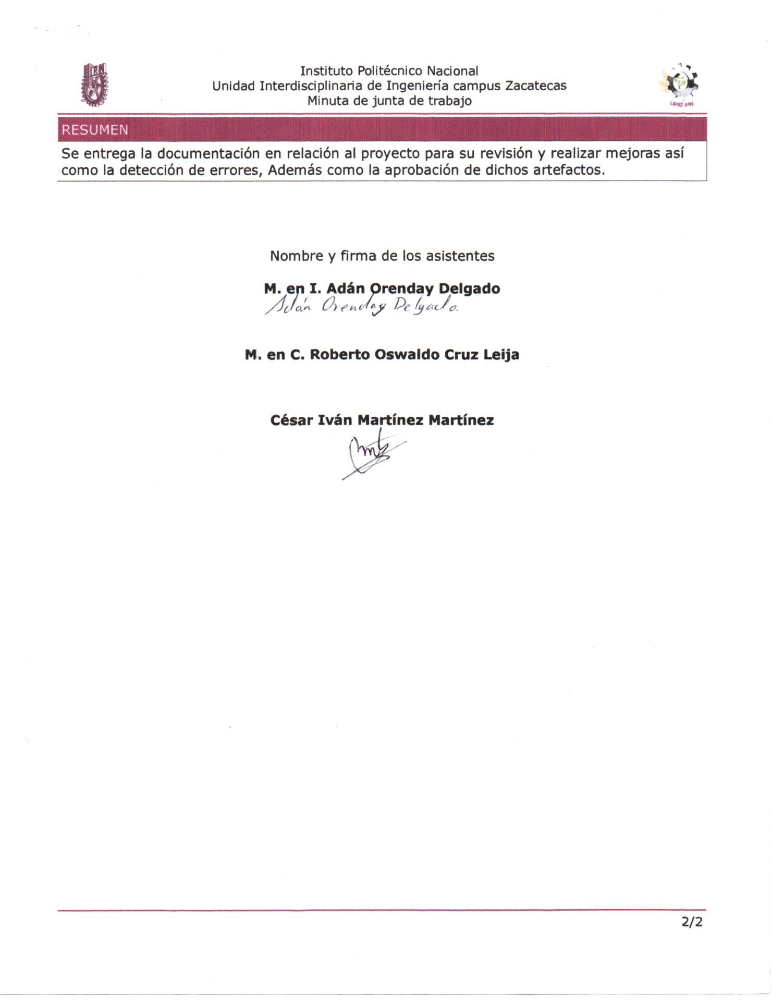 IPN
Instituto Politécnico Nacional
Unidad Interdisciplinaria de Ingeniería campus Zacatecas
Minuta de junta de trabajo
UPIIZ-IPN
RESUMEN
Se entrega la documentación en relación al proyecto para su revisión y realizar mejoras así
como la detección de errores, Además como la aprobación de dichos artefactos.
Nombre y firma de los asistentes
M. en I. Adán Orenday Delgado
Adán Orenday Delgado.
M. en C. Roberto Oswaldo Cruz Leija
César Iván Martínez Martínez
2/2